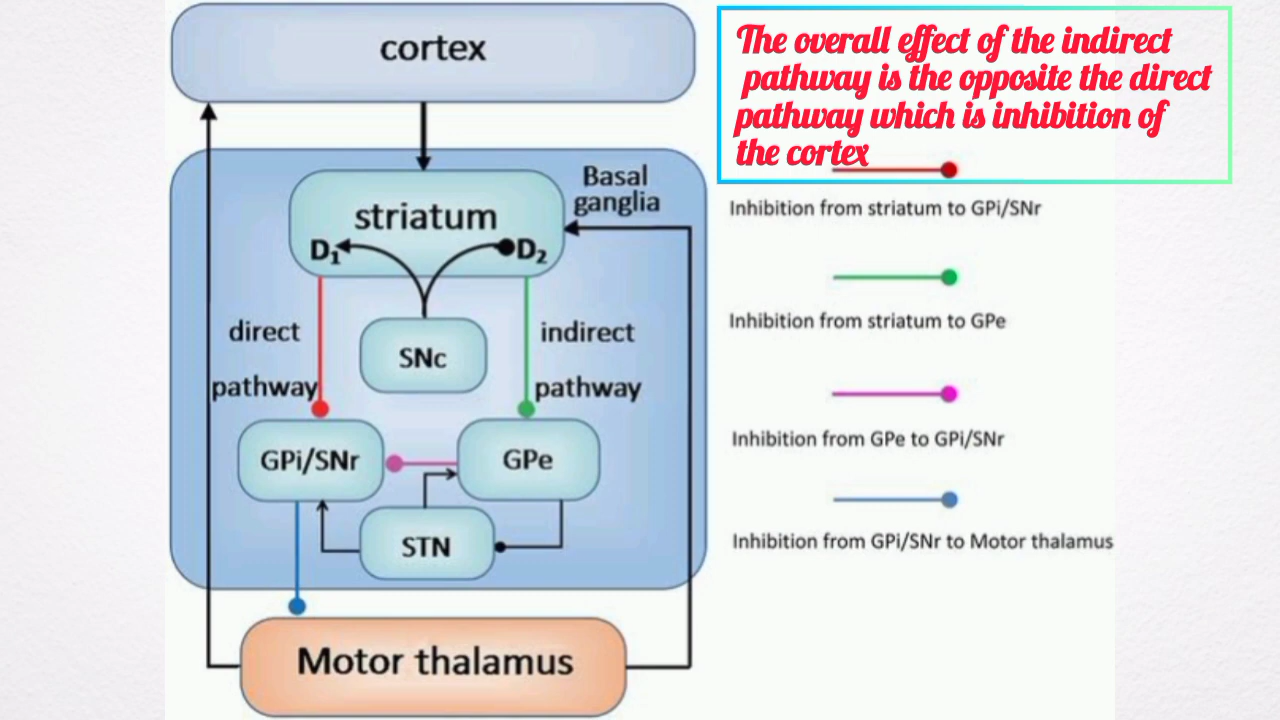 cortex
The overall effect of the indirect
pathway is the opposite the direct
pathway which is inhibition of
the cortex
Basal
ganglia
striatum
D1
D2
Inhibition from striatum to GPi/SNr
Inhibition from striatum to GPe
direct
pathway
SNc
indirect
pathway
Inhibition from GPe to GPi/SNr
GPi/SNr
GPe
STN
Inhibition from GPi/SNr to Motor thalamus
Motor thalamus